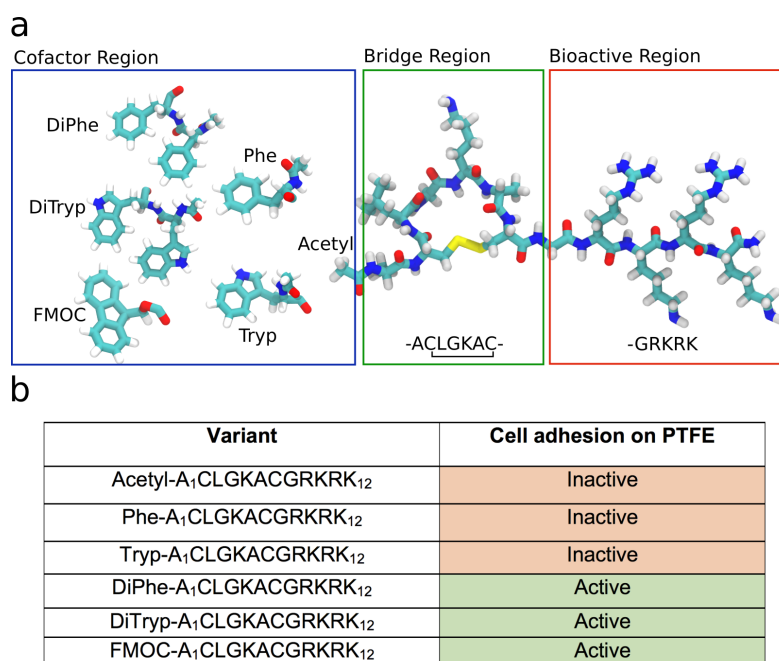 a
Cofactor Region
Bridge Region
Bioactive Region
DiPhe
Phe
DiTryp
Acetyl
FMOC
Tryp
-ACLGKAC-
-GRKRK
b
Variant Cell adhesion on PTFE
Acetyl-A₁CLGKACGRKRK₁₂ Inactive
Phe-A₁CLGKACGRKRK₁₂ Inactive
Tryp-A₁CLGKACGRKRK₁₂ Inactive
DiPhe-A₁CLGKACGRKRK₁₂ Active
DiTryp-A₁CLGKACGRKRK₁₂ Active
FMOC-A₁CLGKACGRKRK₁₂ Active